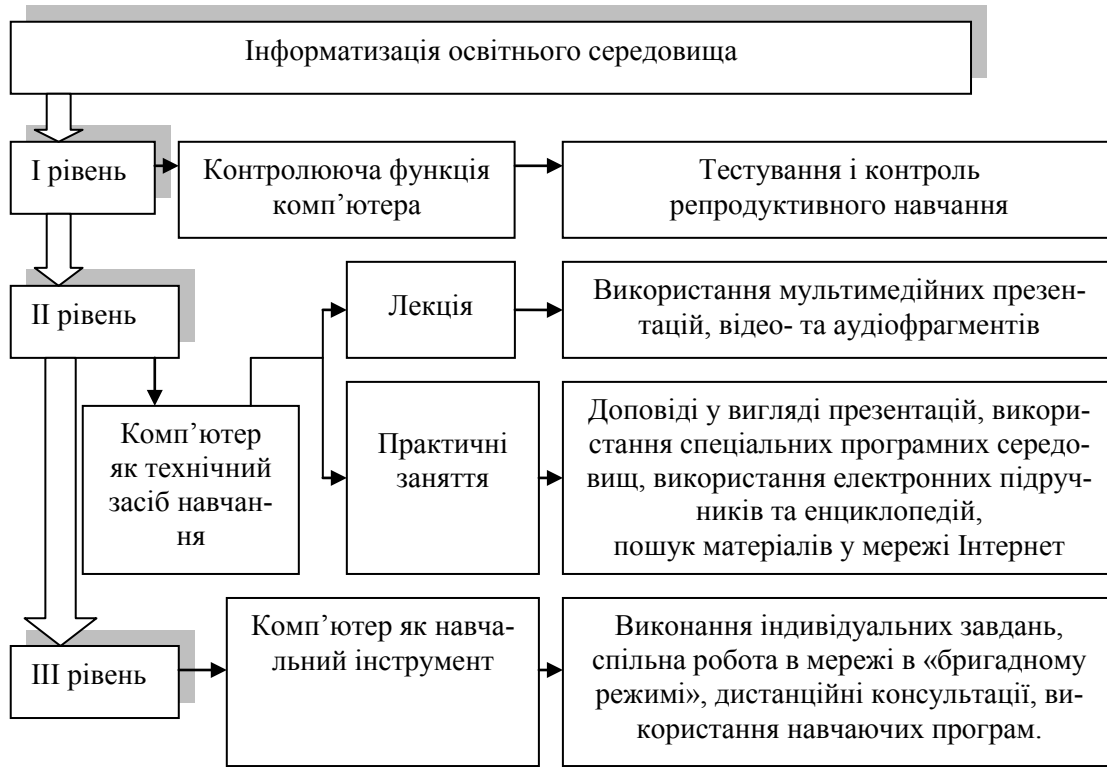 Інформатизація освітнього середовища
І рівень
Контролююча функція
комп’ютера
Тестування і контроль
репродуктивного навчання
ІІ рівень
Лекція
Використання мультимедійних презен-
тацій, відео- та аудіофрагментів
Комп’ютер
як технічний
засіб навчан-
ня
Практичні
заняття
Доповіді у вигляді презентацій, викори-
стання спеціальних програмних середо-
вищ, використання електронних підруч-
ників та енциклопедій,
пошук матеріалів у мережі Інтернет
ІІІ рівень
Комп’ютер як навча-
льний інструмент
Виконання індивідуальних завдань,
спільна робота в мережі в «бригадному
режимі», дистанційні консультації, ви-
користання навчаючих програм.